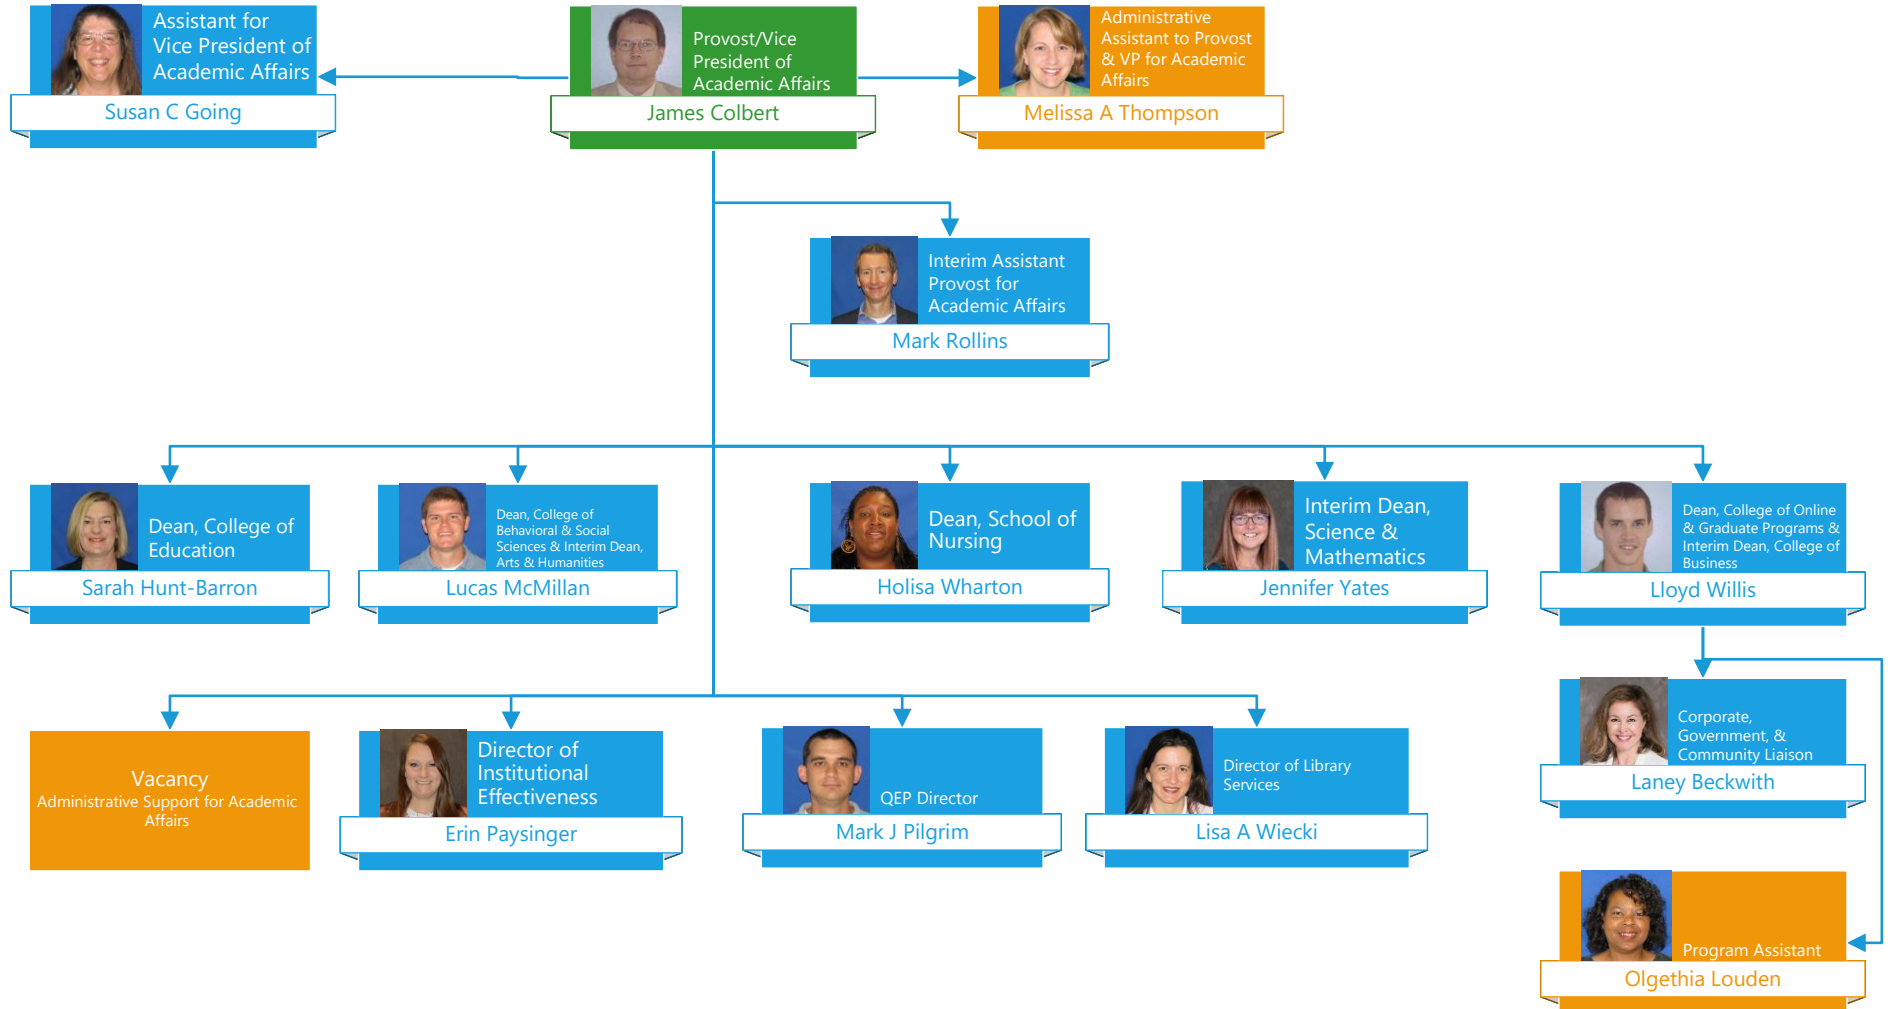 Assistant for
Vice President of
Academic Affairs
Susan C Going
Provost/Vice
President of
Academic Affairs
James Colbert
Administrative
Assistant to Provost
& VP for Academic
Affairs
Melissa A Thompson
Interim Assistant
Provost for
Academic Affairs
Mark Rollins
Dean, College of
Education
Sarah Hunt-Barron
Dean, College of
Behavioral & Social
Sciences & Interim Dean,
Arts & Humanities
Lucas McMillan
Dean, School of
Nursing
Holisa Wharton
Interim Dean,
Science &
Mathematics
Jennifer Yates
Dean, College of Online
& Graduate Programs &
Interim Dean, College of
Business
Lloyd Willis
Vacancy
Administrative Support for Academic
Affairs
Director of
Institutional
Effectiveness
Erin Paysinger
QEP Director
Mark J Pilgrim
Director of Library
Services
Lisa A Wiecki
Corporate,
Government, &
Community Liaison
Laney Beckwith
Program Assistant
Olgethia Louden